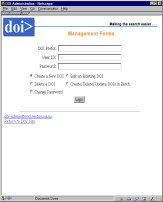 DOI Administration - Netscape
File Edit View Go Communicator Help
Making the search easier . . .
doi>
Management Forms
DOI Prefix:
User ID:
Password:
Create a New DOI Edit an Existing DOI
Delete a DOI Create/Delete/Update DOIs in Batch
Change Password
Login
Return to DOI Site
Document: Done